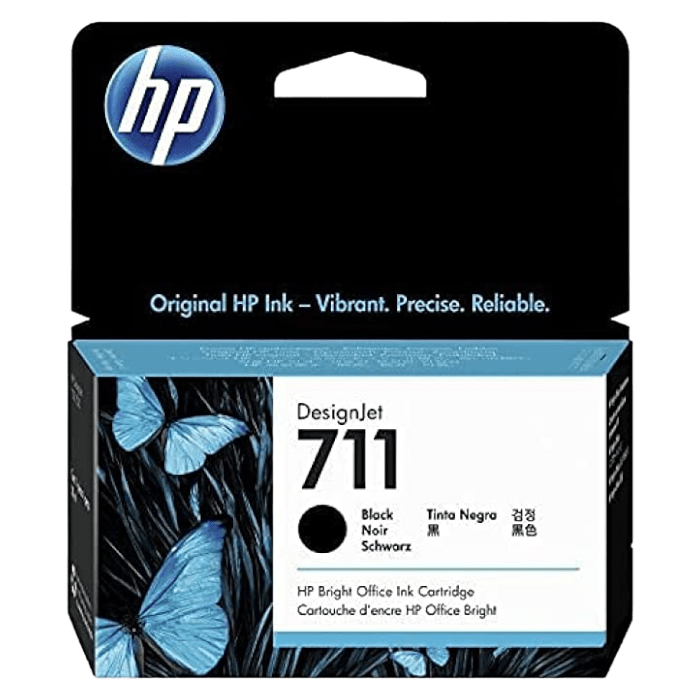 hp
Original HP Ink – Vibrant. Precise. Reliable.
DesignJet
711
Black Tinta Negra 검정
Noir 黑 黑色
Schwarz
HP Bright Office Ink Cartridge
Cartouche d'encre HP Office Bright